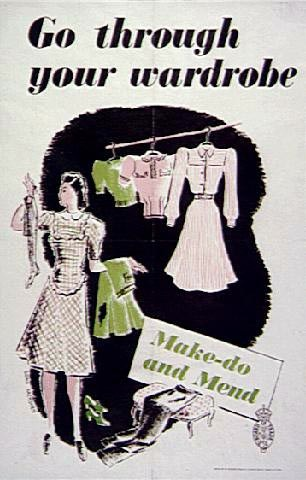 Go through
your wardrobe
Make-do
and Mend